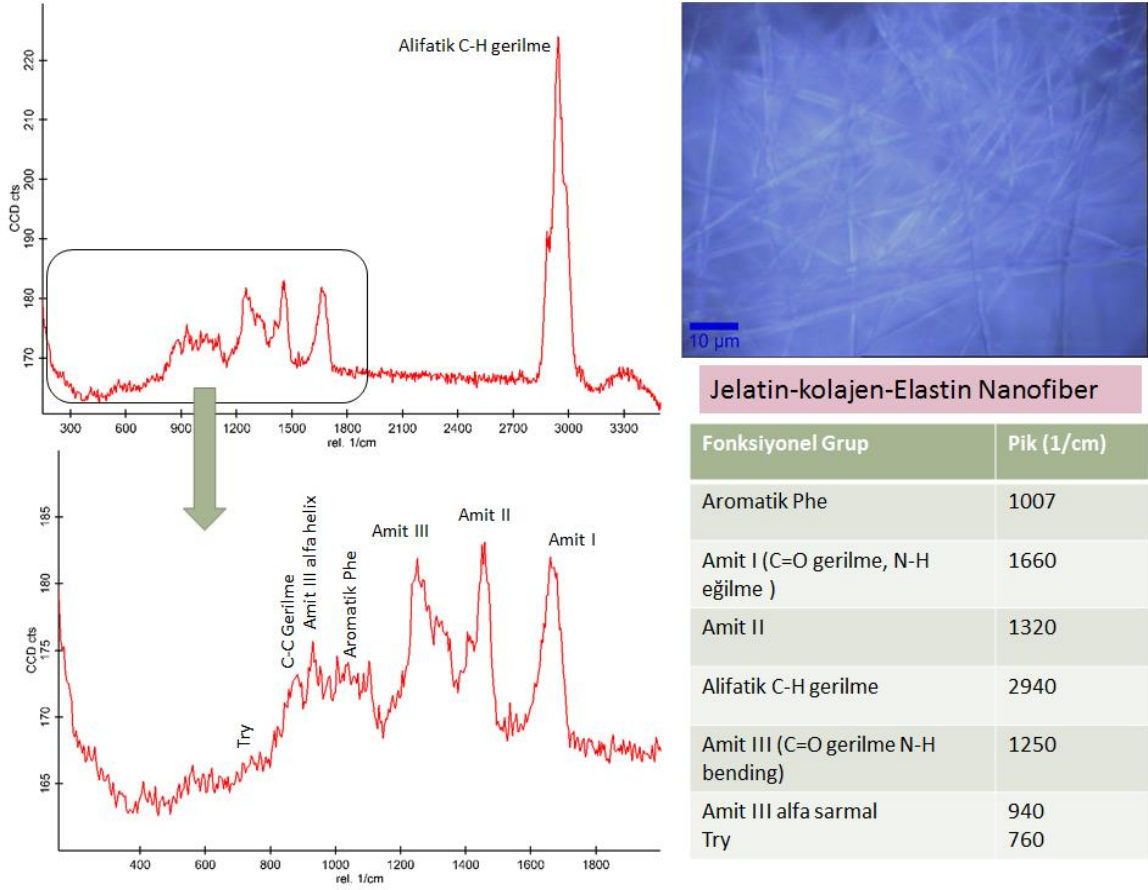 Alifatik C-H gerilme
220
210
200
190
180
170
CCD cts
300
600
900
1200
1500
1800
2100
2400
2700
3000
3300
rel. 1/cm
10 µm
Jelatin-kolajen-Elastin Nanofiber
Fonksiyonel Grup
Pik (1/cm)
Aromatik Phe
1007
Amit I (C=O gerilme, N-H
eğilme )
1660
Amit II
1320
Alifatik C-H gerilme
2940
Amit III (C=O gerilme N-H
bending)
1250
Amit III alfa sarmal
940
Try
760
185
180
175
170
165
CCD cts
Try
C-C Gerilme
Amit III alfa helix
Aromatik Phe
Amit III
Amit II
Amit I
400
600
800
1000
1200
1400
1600
1800
rel. 1/cm